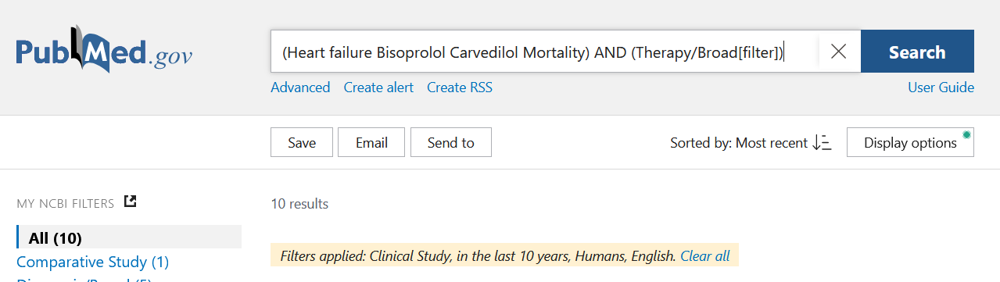 PubMed.gov
(Heart failure Bisoprolol Carvedilol Mortality) AND (Therapy/Broad[filter])
Search
Advanced Create alert Create RSS User Guide
Save Email Send to Sorted by: Most recent Display options
MY NCBI FILTERS
10 results
All (10)
Filters applied: Clinical Study, in the last 10 years, Humans, English. Clear all
Comparative Study (1)